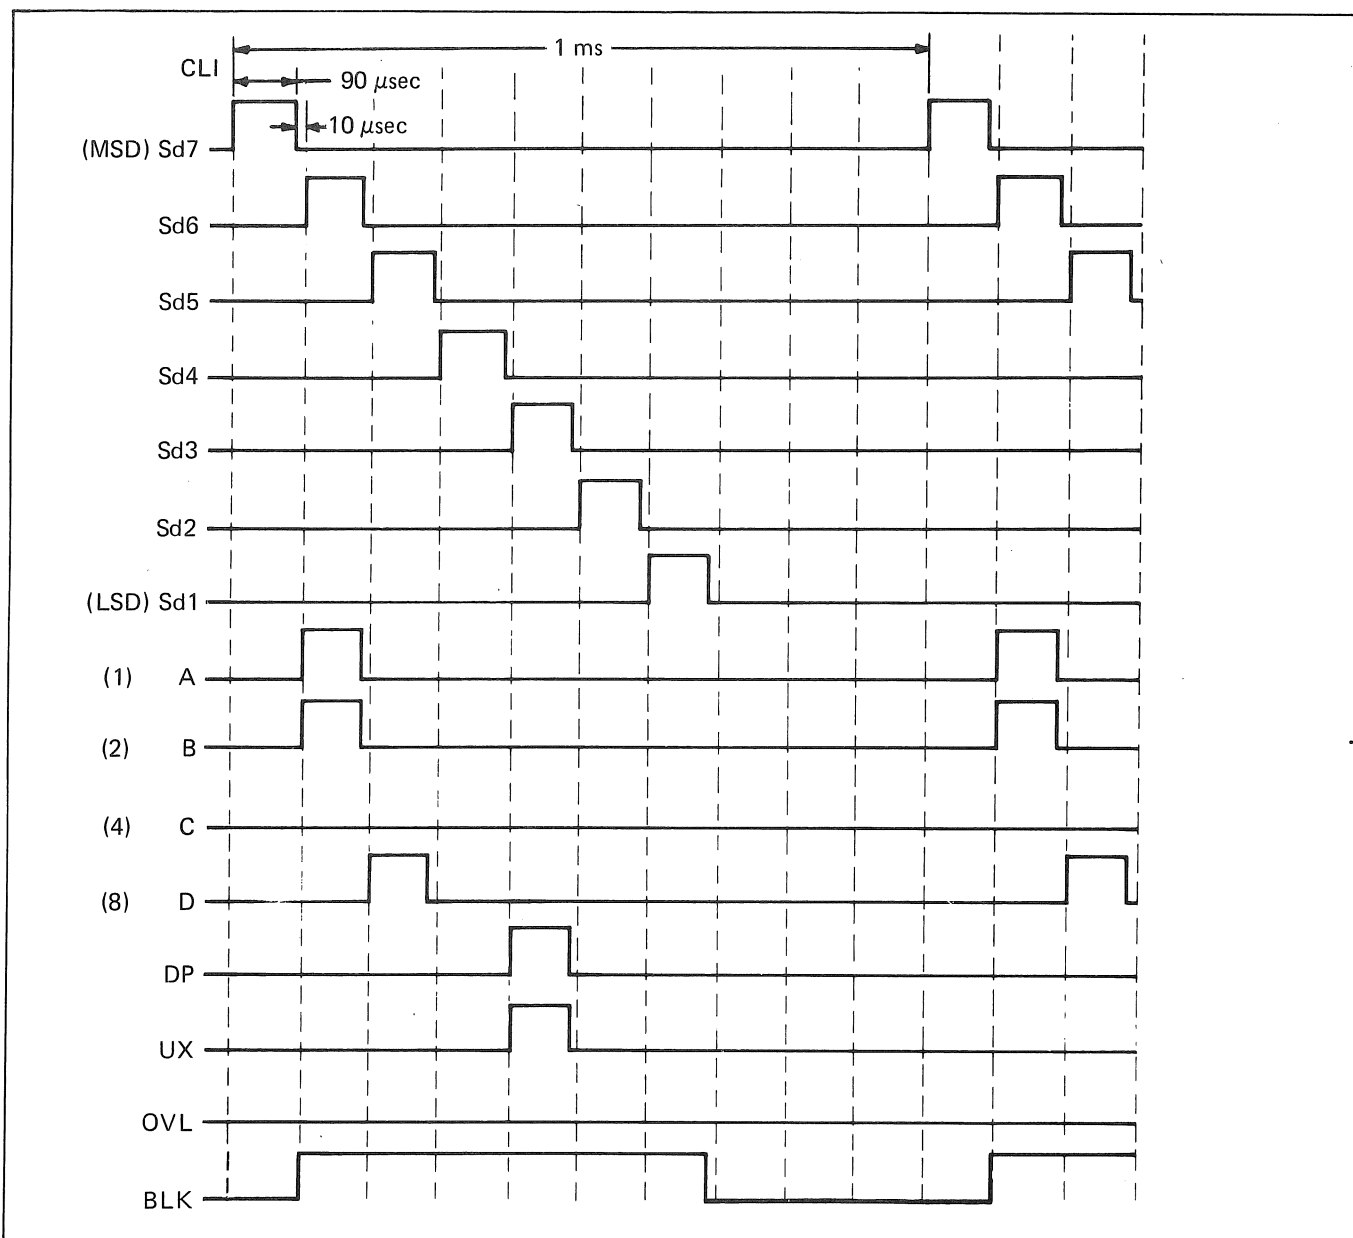 1 ms
CLI
90 μsec
10 μsec
(MSD) Sd7
Sd6
Sd5
Sd4
Sd3
Sd2
(LSD) Sd1
(1) A
(2) B
(4) C
(8) D
DP
UX
OVL
BLK